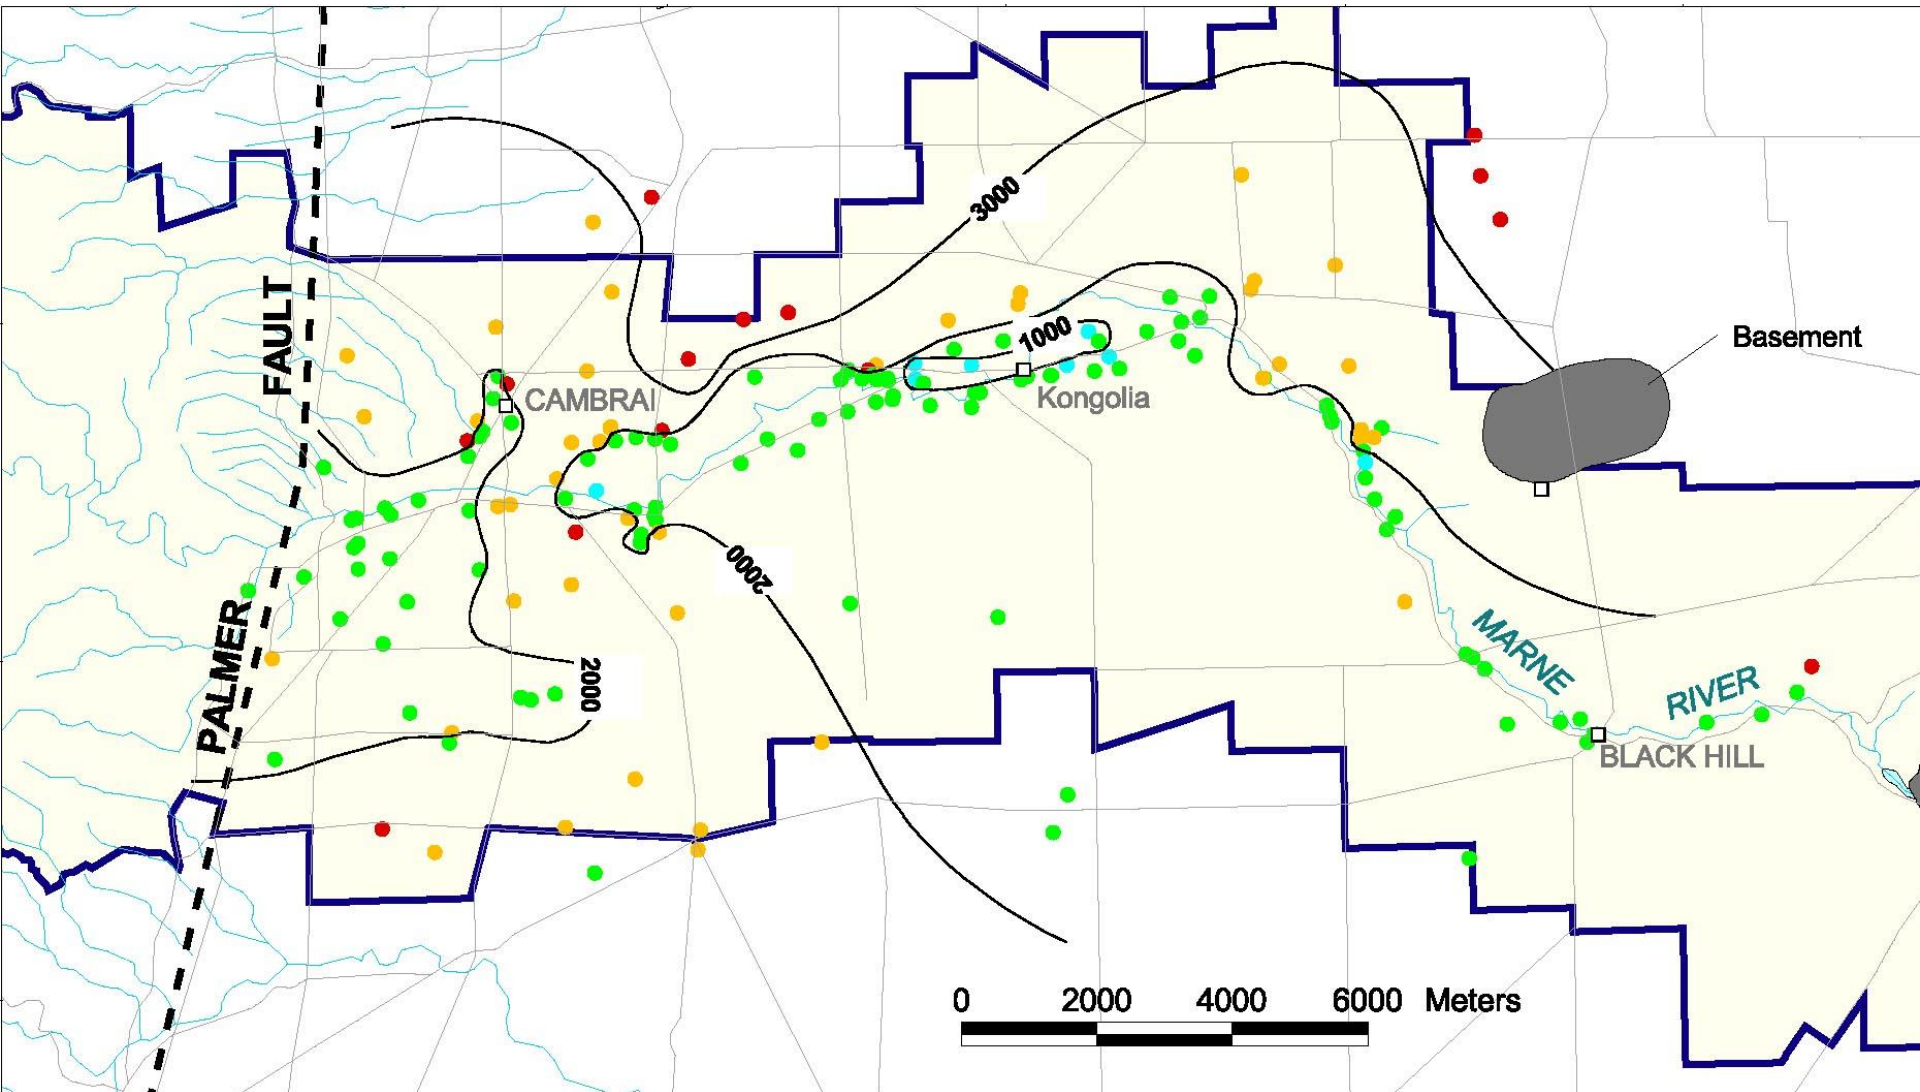 3000
FAULT
1000
Basement
CAMBRAI
Kongolia
2000
PALMER
MARNE
2000
RIVER
BLACK HILL
0 2000 4000 6000 Meters